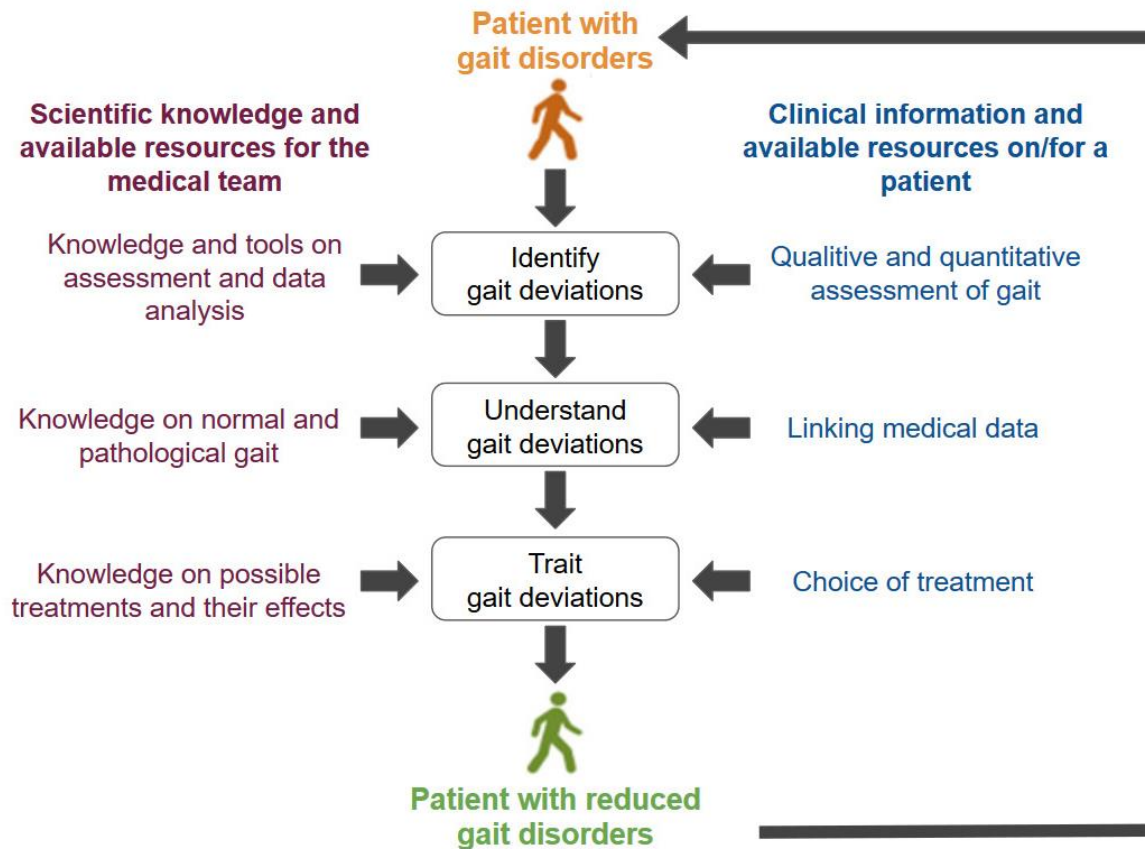 Patient with
gait disorders
Scientific knowledge and
available resources for the
medical team
Clinical information and
available resources on/for a
patient
Knowledge and tools on
assessment and data
analysis
Identify
gait deviations
Qualitive and quantitative
assessment of gait
Knowledge on normal and
pathological gait
Understand
gait deviations
Linking medical data
Knowledge on possible
treatments and their effects
Trait
gait deviations
Choice of treatment
Patient with reduced
gait disorders